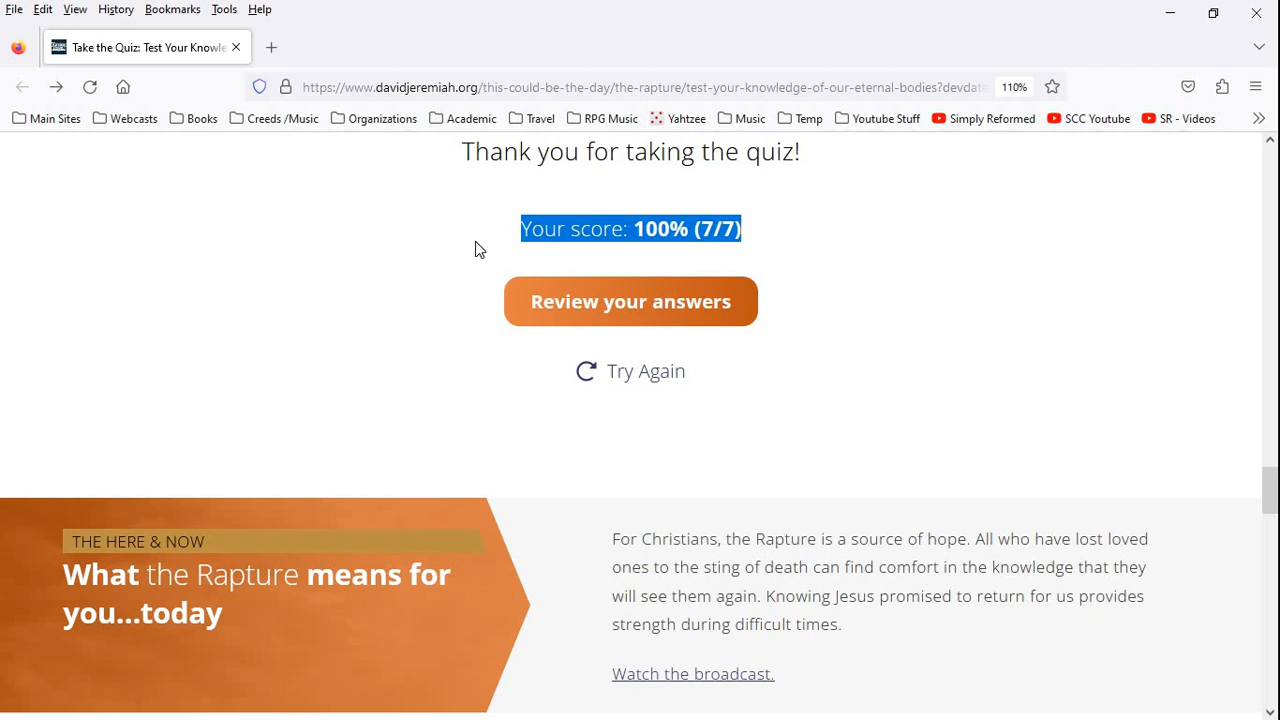 File Edit View History Bookmarks Tools Help
Take the Quiz: Test Your Knowle
https://www.davidjeremiah.org/this-could-be-the-day/the-rapture/test-your-knowledge-of-our-eternal-bodies?devdate 110%
Main Sites Webcasts Books Creeds /Music Organizations Academic Travel RPG Music Yahtzee Music Temp Youtube Stuff Simply Reformed SCC Youtube SR - Videos
Thank you for taking the quiz!
Your score: 100% (7/7)
Review your answers
Try Again
THE HERE & NOW
What the Rapture means for
you...today
For Christians, the Rapture is a source of hope. All who have lost loved
ones to the sting of death can find comfort in the knowledge that they
will see them again. Knowing Jesus promised to return for us provides
strength during difficult times.
Watch the broadcast.